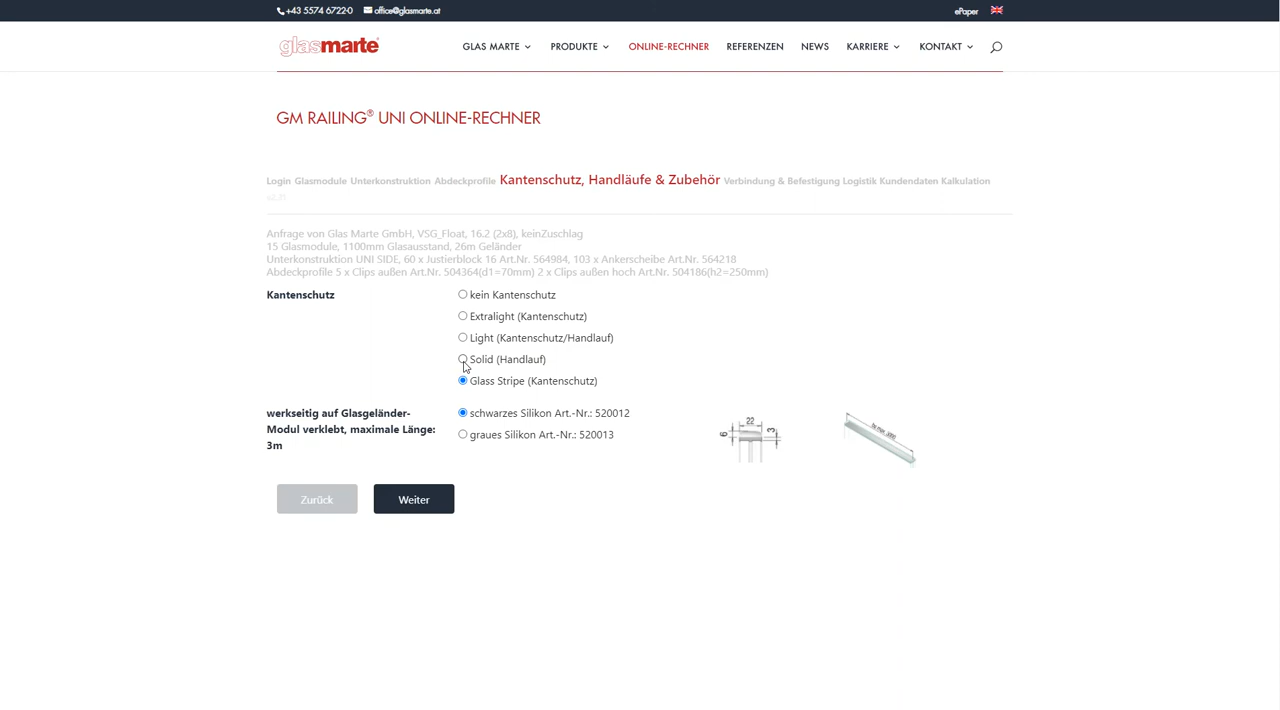 +43 5574 6722-0 office@glasmarte.at ePaper
glasmarte GLAS MARTE PRODUKTE ONLINE-RECHNER REFERENZEN NEWS KARRIERE KONTAKT
GM RAILING® UNI ONLINE-RECHNER
Login Glasmodule Unterkonstruktion Abdeckprofile Kantenschutz, Handläufe & Zubehör Verbindung & Befestigung Logistik Kundendaten Kalkulation
Anfrage von Glas Marte GmbH, VSG_Float, 16.2 (2x8), keinZuschlag
15 Glasmodule, 1100mm Glasausstand, 26m Geländer
Unterkonstruktion UNI SIDE, 60 x Justierblock 16 Art.Nr. 564984, 103 x Ankerscheibe Art.Nr. 564218
Abdeckprofile 5 x Clips außen Art.Nr. 504364(d1=70mm) 2 x Clips außen hoch Art.Nr. 504186(h2=250mm)
Kantenschutz kein Kantenschutz
Extralight (Kantenschutz)
Light (Kantenschutz/Handlauf)
Solid (Handlauf)
Glass Stripe (Kantenschutz)
werkseitig auf Glasgeländer-
Modul verklebt, maximale Länge:
3m
schwarzes Silikon Art.-Nr.: 520012
graues Silikon Art.-Nr.: 520013
22
6
3
Zurück Weiter